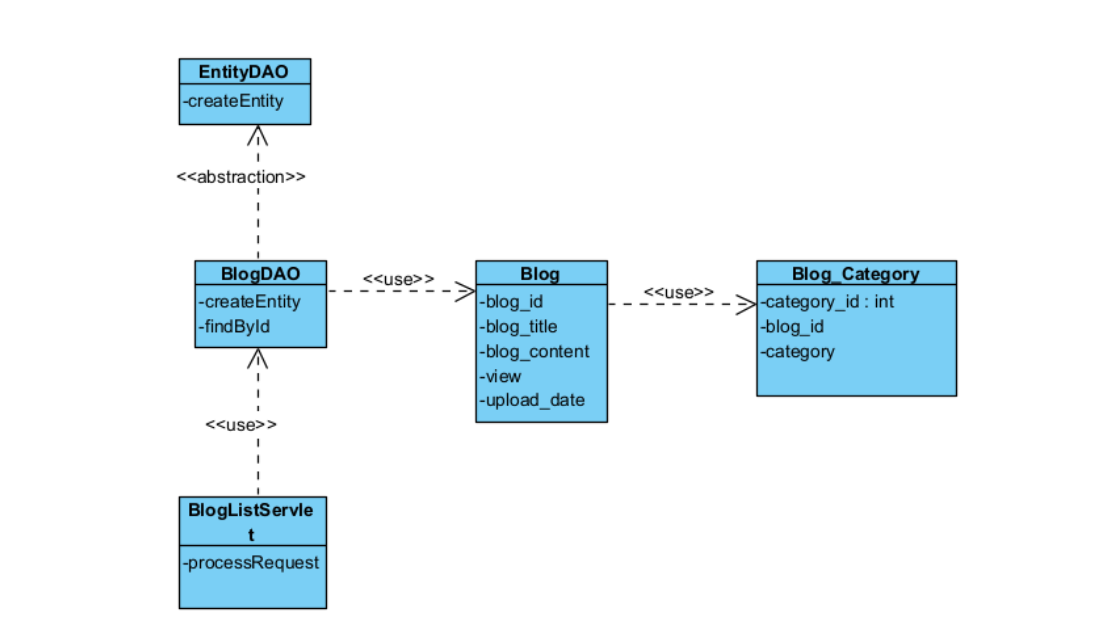 EntityDAO
-createEntity
<<abstraction>>
BlogDAO
-createEntity
-findById
<<use>>
Blog
-blog_id
-blog_title
-blog_content
-view
-upload_date
<<use>>
Blog_Category
-category_id : int
-blog_id
-category
<<use>>
BlogListServle
t
-processRequest